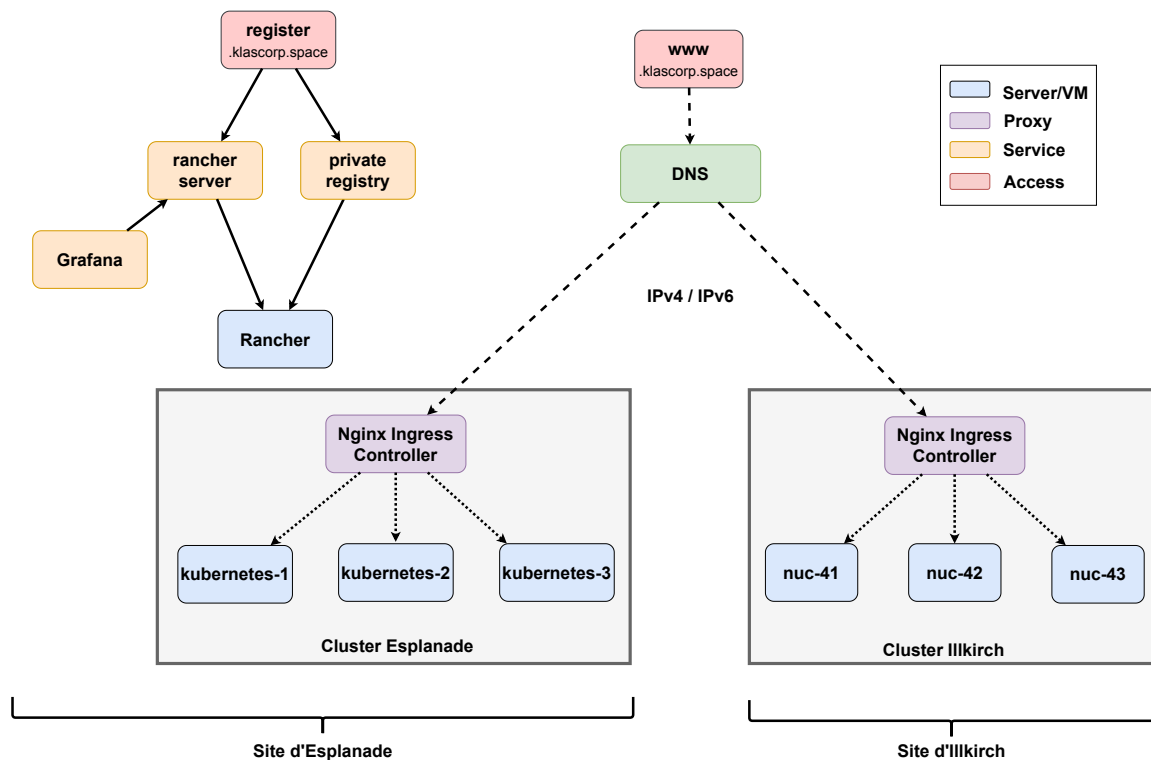 register
.klascorp.space
www
.klascorp.space
Server/VM
Proxy
Service
Access
rancher
server
private
registry
DNS
Grafana
IPv4 / IPv6
Rancher
Nginx Ingress
Controller
Nginx Ingress
Controller
kubernetes-1
kubernetes-2
kubernetes-3
nuc-41
nuc-42
nuc-43
Cluster Esplanade
Cluster Illkirch
Site d'Esplanade
Site d'Illkirch